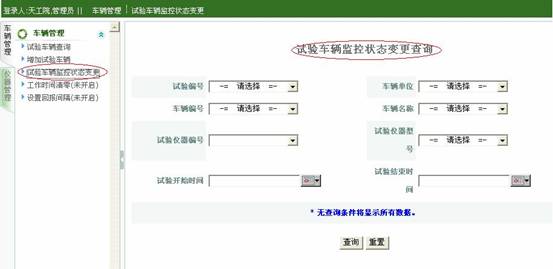 登录人:天工院,管理员 || 车辆管理 | 试验车辆监控状态变更
车辆管理
仪器管理
车辆管理
试验车辆查询
增加试验车辆
试验车辆监控状态变更
工作时间清零(未开启)
设置回报间隔(未开启)
试验车辆监控状态变更查询
试验编号 -= 请选择 =- 车辆单位 -= 请选择 =-
车辆编号 -= 请选择 =- 车辆名称 -= 请选择 =-
试验仪器编号 试验仪器型号 -= 请选择 =-
试验开始时间 试验结束时间
* 无查询条件将显示所有数据。
查询 重置